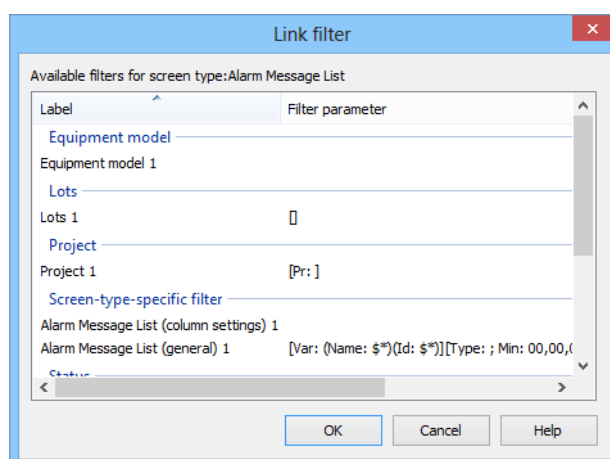 Link filter
Available filters for screen type:Alarm Message List
Label Filter parameter
Equipment model
Equipment model 1
Lots
Lots 1 []
Project
Project 1 [Pr: ]
Screen-type-specific filter
Alarm Message List (column settings) 1
Alarm Message List (general) 1 [Var: (Name: $*)(Id: $*)][Type: ; Min: 00,00,
Status
OK Cancel Help